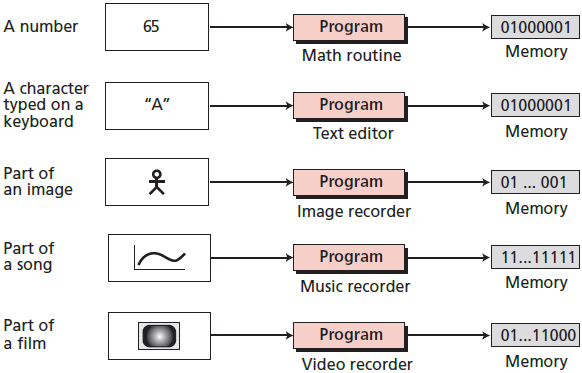 A number
65
Program
01000001
Math routine
Memory
A character
typed on a
keyboard
“A”
Program
01000001
Text editor
Memory
Part of
an image
Program
01 ... 001
Image recorder
Memory
Part of
a song
Program
11...11111
Music recorder
Memory
Part of
a film
Program
01...11000
Video recorder
Memory